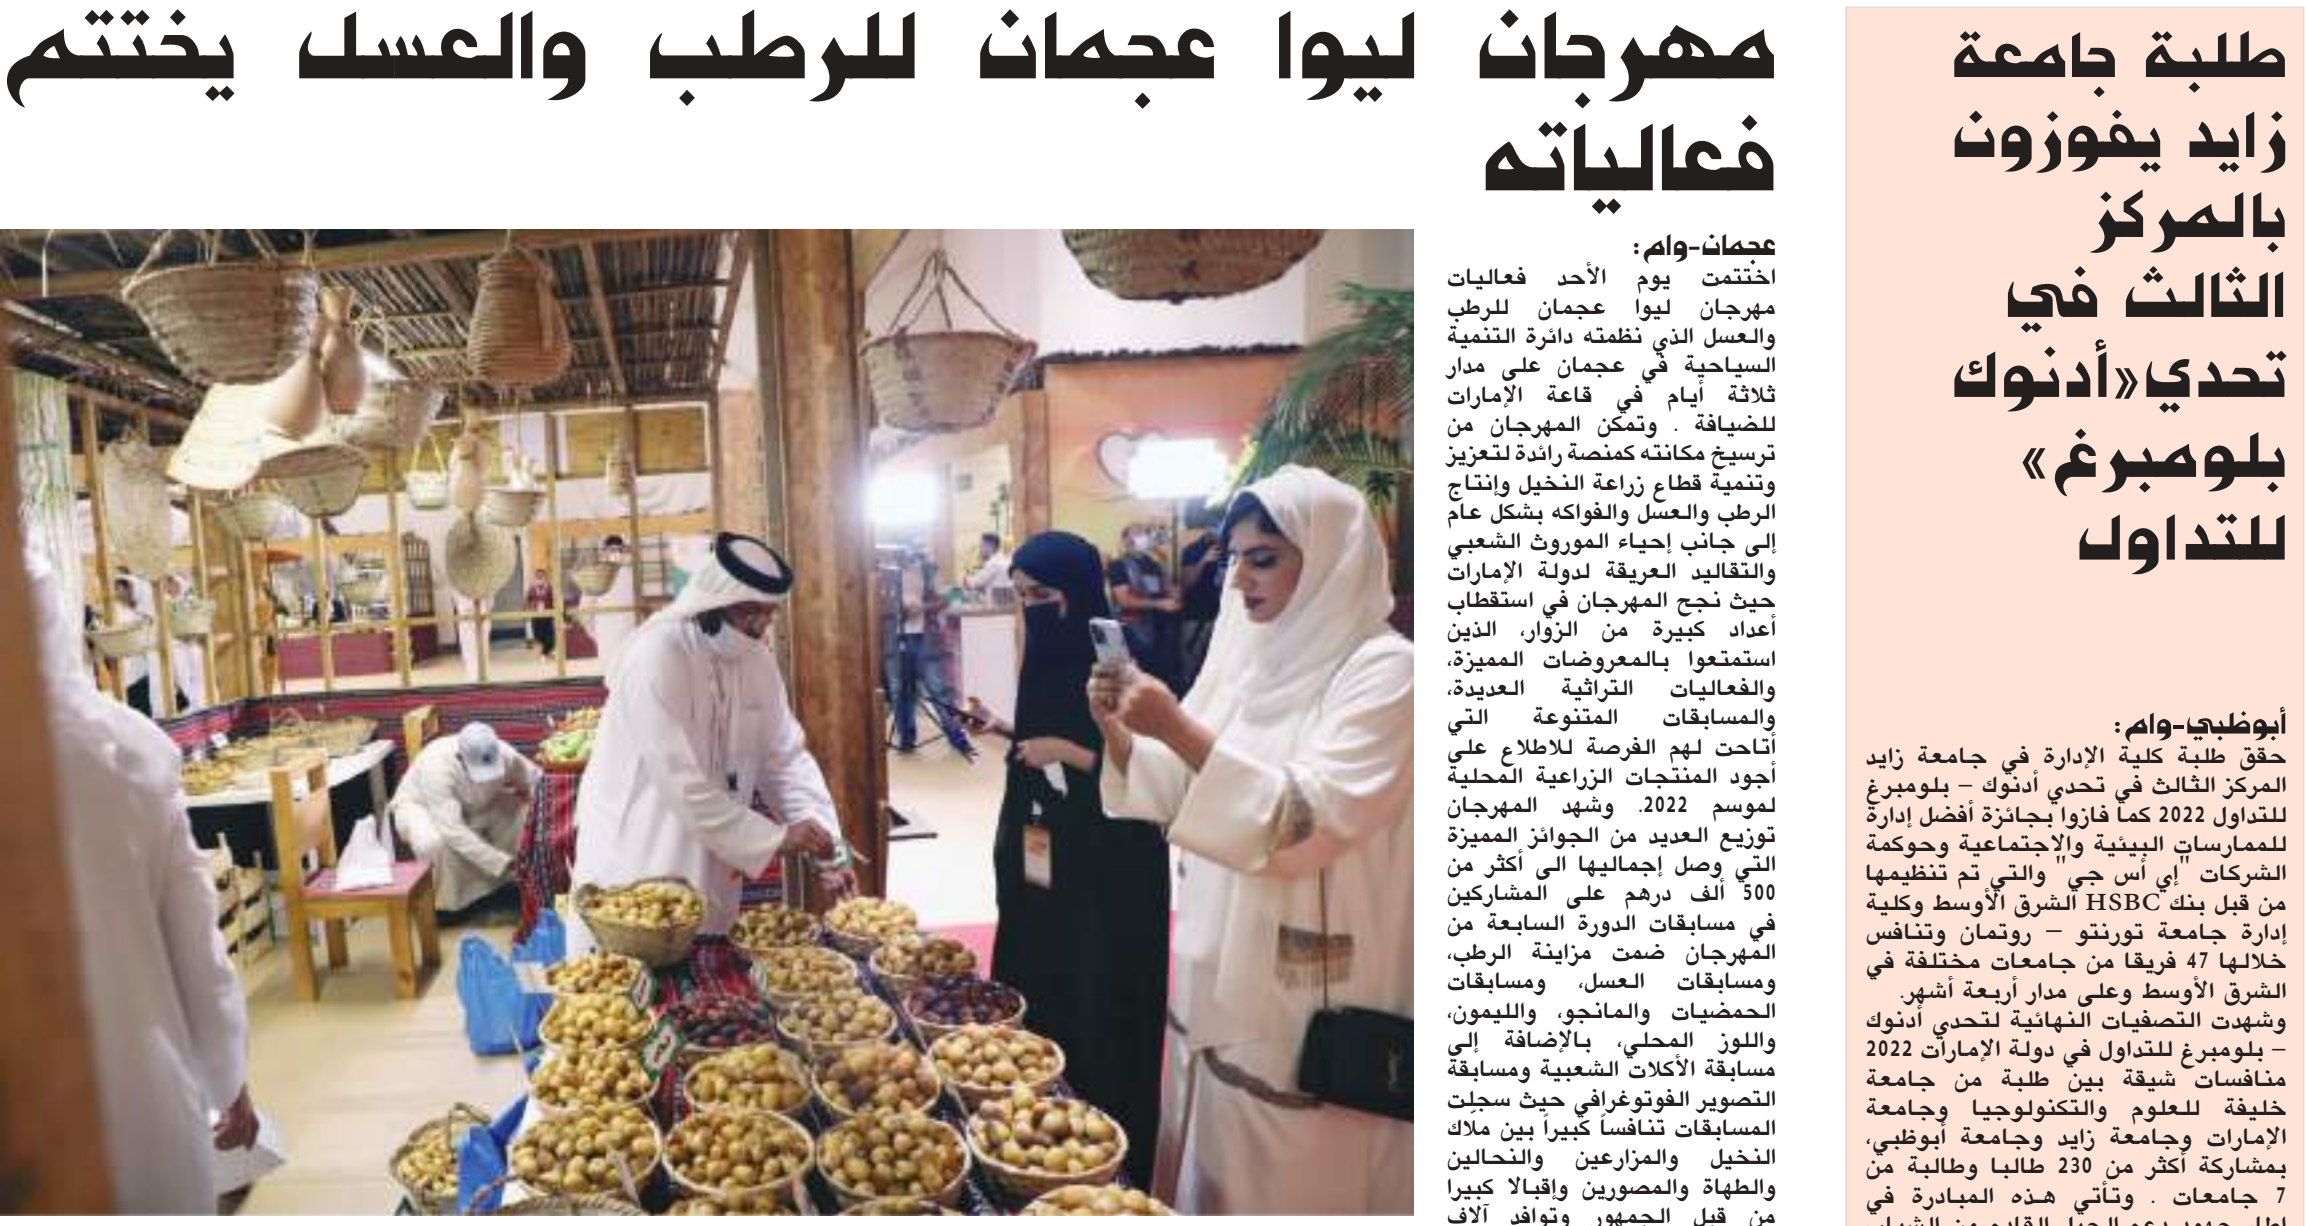 طلبة جامعة
زايد يفوزون
بالمركز
الثالث في
تحدي«أدنوك
بلومبرغ»
للتداول
أبوظبي-وام:
حقق طلبة كلية الإدارة في جامعة زايد
المركز الثالث في تحدي أدنوك – بلومبرغ
للتداول 2022 كما فازوا بجائزة أفضل إدارة
للممارسات البيئية والاجتماعية وحوكمة
الشركات "إي أس جي" والتي تم تنظيمها
من قبل بنك HSBC الشرق الأوسط وكلية
إدارة جامعة تورنتو – روتمان وتنافس
خلالها 47 فريقا من جامعات مختلفة في
الشرق الأوسط وعلى مدار أربعة أشهر.
وشهدت التصفيات النهائية لتحدي أدنوك
– بلومبرغ للتداول في دولة الإمارات 2022
منافسات شيقة بين طلبة من جامعة
خليفة للعلوم والتكنولوجيا وجامعة
الإمارات وجامعة زايد وجامعة أبوظبي،
بمشاركة أكثر من 230 طالبا وطالبة من
7 جامعات . وتأتي هذه المبادرة في
مهرجان ليوا عجمان للرطب والعسل يختتم
فعالياته
عجمان-وام:
اختتمت يوم الأحد فعاليات
مهرجان ليوا عجمان للرطب
والعسل الذي نظمته دائرة التنمية
السياحية في عجمان على مدار
ثلاثة أيام في قاعة الإمارات
للضيافة . وتمكن المهرجان من
ترسيخ مكانته كمنصة رائدة لتعزيز
وتنمية قطاع زراعة النخيل وإنتاج
الرطب والعسل والفواكه بشكل عام
إلى جانب إحياء الموروث الشعبي
والتقاليد العريقة لدولة الإمارات
حيث نجح المهرجان في استقطاب
أعداد كبيرة من الزوار، الذين
استمتعوا بالمعروضات المميزة،
والفعاليات التراثية العديدة،
والمسابقات المتنوعة التي
أتاحت لهم الفرصة للاطلاع على
أجود المنتجات الزراعية المحلية
لموسم 2022. وشهد المهرجان
توزيع العديد من الجوائز المميزة
التي وصل إجماليها الى أكثر من
500 ألف درهم على المشاركين
في مسابقات الدورة السابعة من
المهرجان ضمت مزاينة الرطب،
ومسابقات العسل، ومسابقات
الحمضيات والمانجو، والليمون،
واللوز المحلي، بالإضافة إلى
مسابقة الأكلات الشعبية ومسابقة
التصوير الفوتوغرافي حيث سجلت
المسابقات تنافساً كبيراً بين ملاك
النخيل والمزارعين والنحالين
والطهاة والمصورين وإقبالا كبيرا
من قبل الجمهور وتوافد آلاف